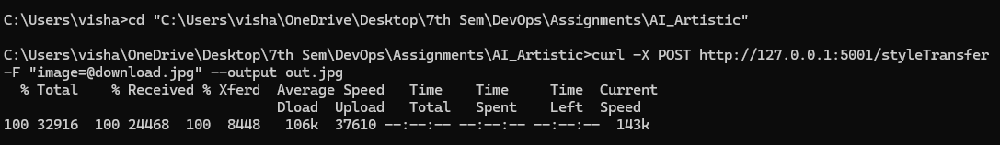 C:\Users\visha>cd "C:\Users\visha\OneDrive\Desktop\7th Sem\DevOps\Assignments\AI_Artistic"
C:\Users\visha\OneDrive\Desktop\7th Sem\DevOps\Assignments\AI_Artistic>curl -X POST http://127.0.0.1:5001/styleTransfer
-F "image=@download.jpg" --output out.jpg
  % Total    % Received % Xferd  Average Speed   Time    Time     Time  Current
                                 Dload  Upload   Total   Spent    Left  Speed
100 32916  100 24468  100  8448   106k  37610 --:--:-- --:--:-- --:--:--  143k